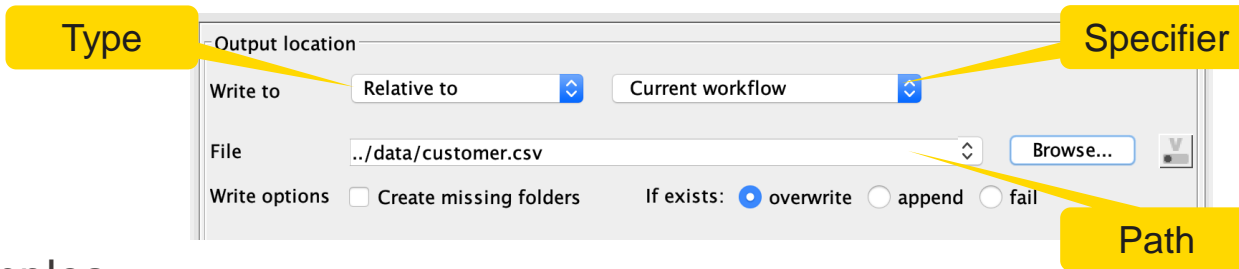 Type
Specifier
Output location
Write to Relative to Current workflow
File ../data/customer.csv Browse... V
Write options Create missing folders If exists: overwrite append fail
Path